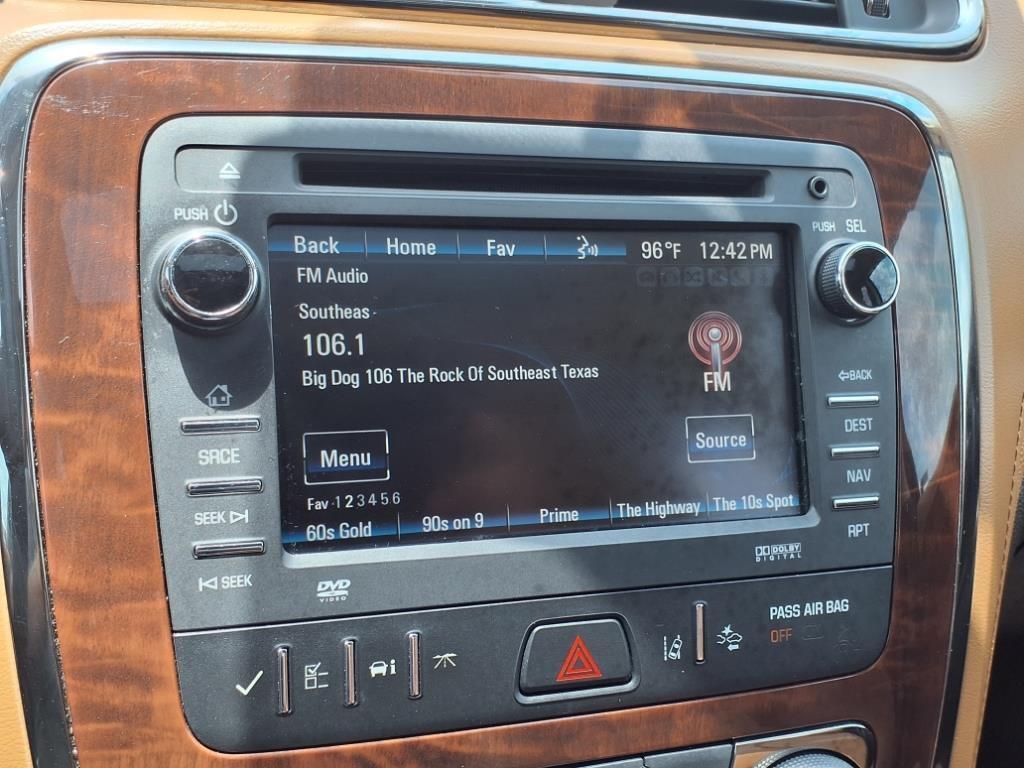 PUSH
PUSH SEL
Back Home Fav 96°F 12:42 PM
FM Audio
Southeas
106.1
Big Dog 106 The Rock Of Southeast Texas
FM
Menu
Source
Fav 1 2 3 4 5 6
60s Gold 90s on 9 Prime The Highway The 10s Spot
SRCE
SEEK
SEEK
BACK
DEST
NAV
RPT
DVD
VIDEO
DOLBY
DIGITAL
PASS AIR BAG
OFF